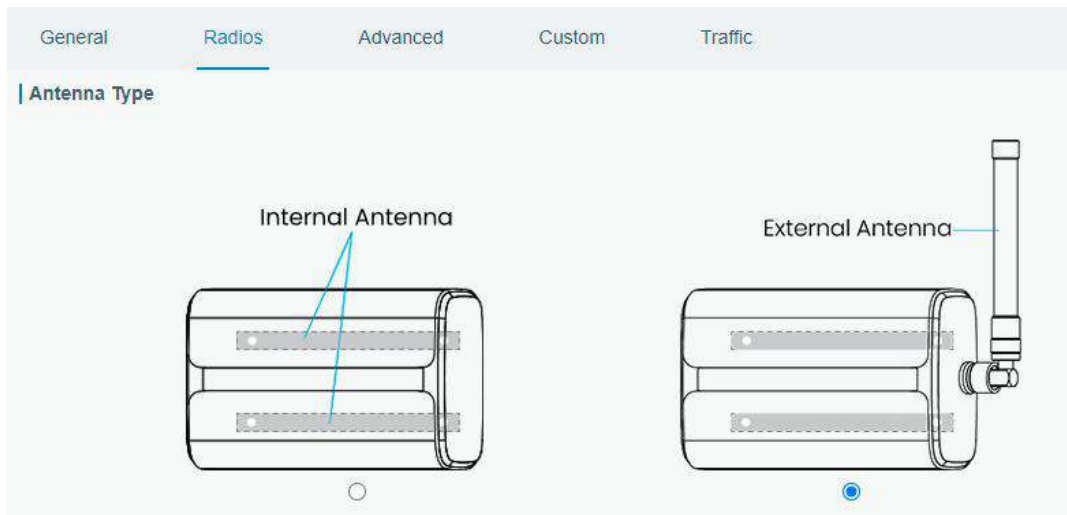 General Radios Advanced Custom Traffic
Antenna Type
Internal Antenna
External Antenna